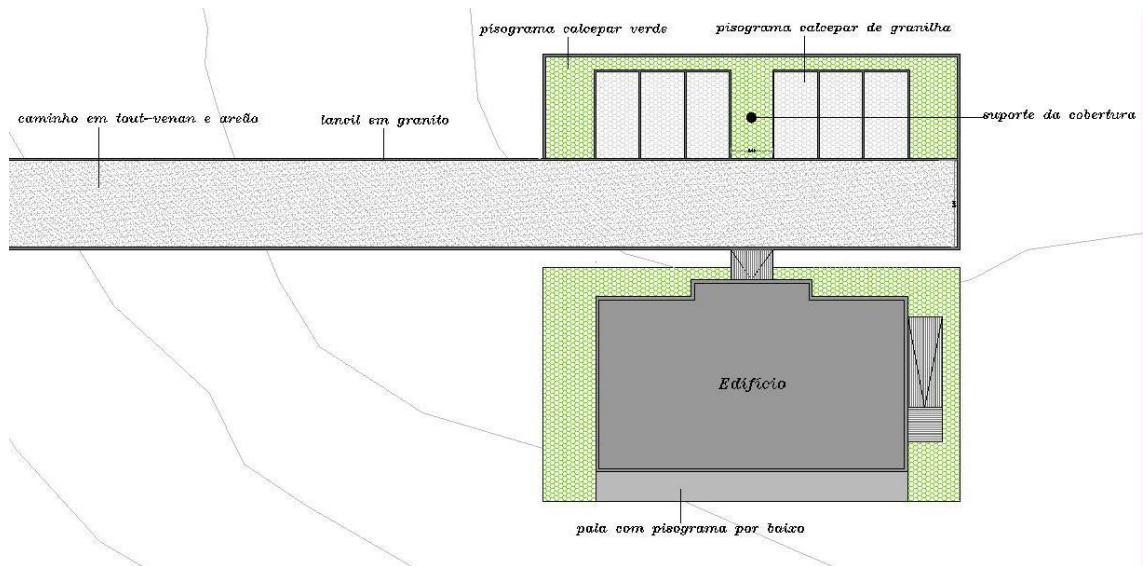 pisograma calcepar verde
pisograma calcepar de granilha
caminho em tout-venan e areão
lancil em granito
suporte da cobertura
Edifício
pala com pisograma por baixo